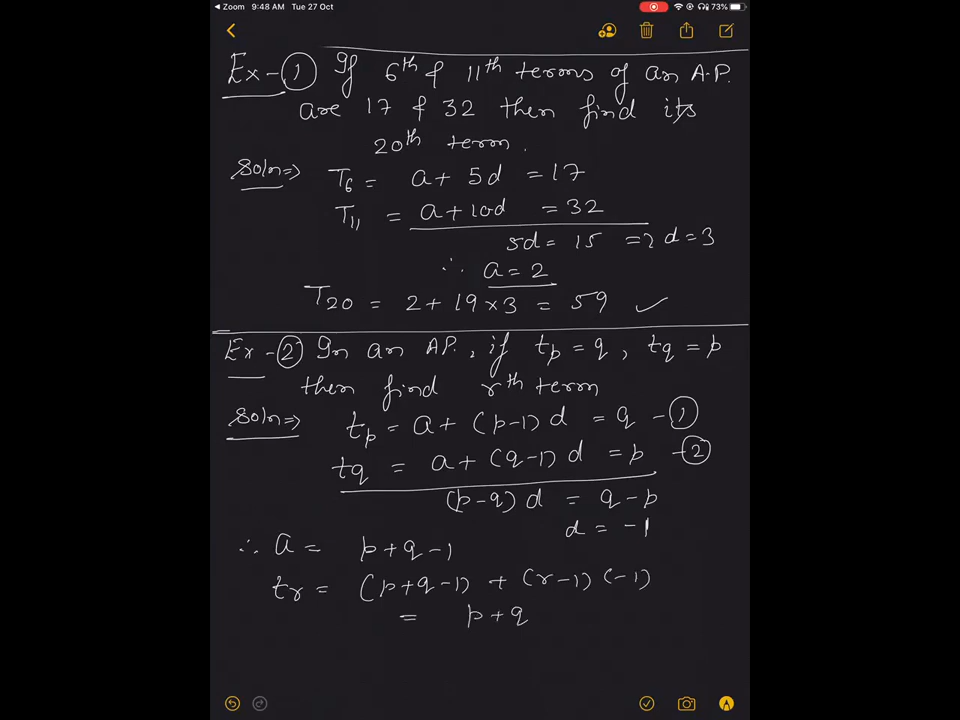 Zoom 9:48 AM Tue 27 Oct 73%
Ex-① If 6th & 11th terms of an A.P.
are 17 & 32 then find its
20th term.
Soln⇒ T6 = a+ 5d = 17
T11 = a+10d = 32
5d = 15 => d=3
∴ a = 2
T20 = 2 + 19×3 = 59 ✓
Ex-② In an AP., if tp = q, tq = p
then find rth term
Soln⇒ tp = a+ (p-1) d = q -①
tq = a+ (q-1) d = p -②
(p-q) d = q-p
d = -1
∴ a = p+q-1
tr = (p+q-1) + (r-1) (-1)
= p+q